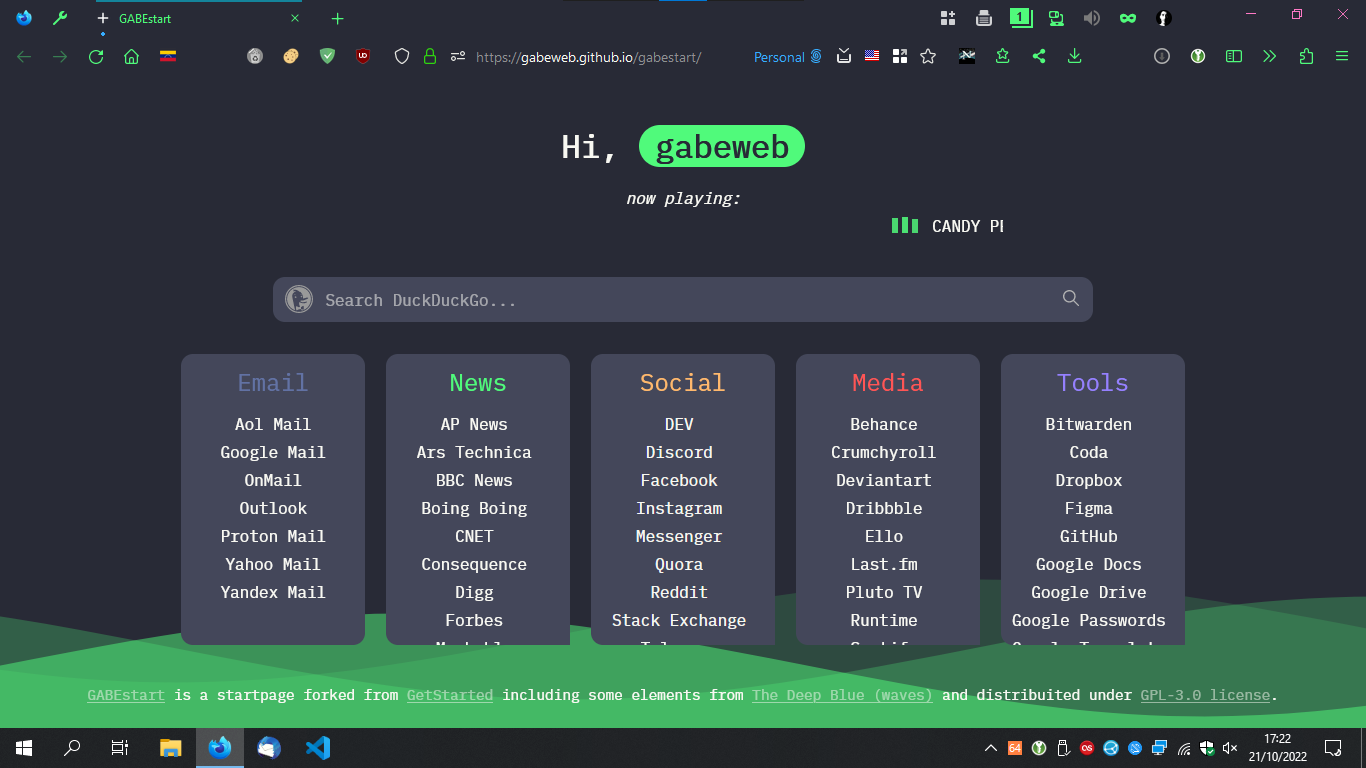 GABEstart
1
https://gabeweb.github.io/gabestart/
Personal
Hi, gabeweb
now playing:
CANDY
Search DuckDuckGo...
Email
Aol Mail
Google Mail
OnMail
Outlook
Proton Mail
Yahoo Mail
Yandex Mail
News
AP News
Ars Technica
BBC News
Boing Boing
CNET
Consequence
Digg
Forbes
Social
DEV
Discord
Facebook
Instagram
Messenger
Quora
Reddit
Stack Exchange
Media
Behance
Crumchyroll
Deviantart
Dribbble
Ello
Last.fm
Pluto TV
Runtime
Tools
Bitwarden
Coda
Dropbox
Figma
GitHub
Google Docs
Google Drive
Google Passwords
GABEstart is a startpage forked from GetStarted including some elements from The Deep Blue (waves) and distribuited under GPL-3.0 license.
64
17:22
21/10/2022